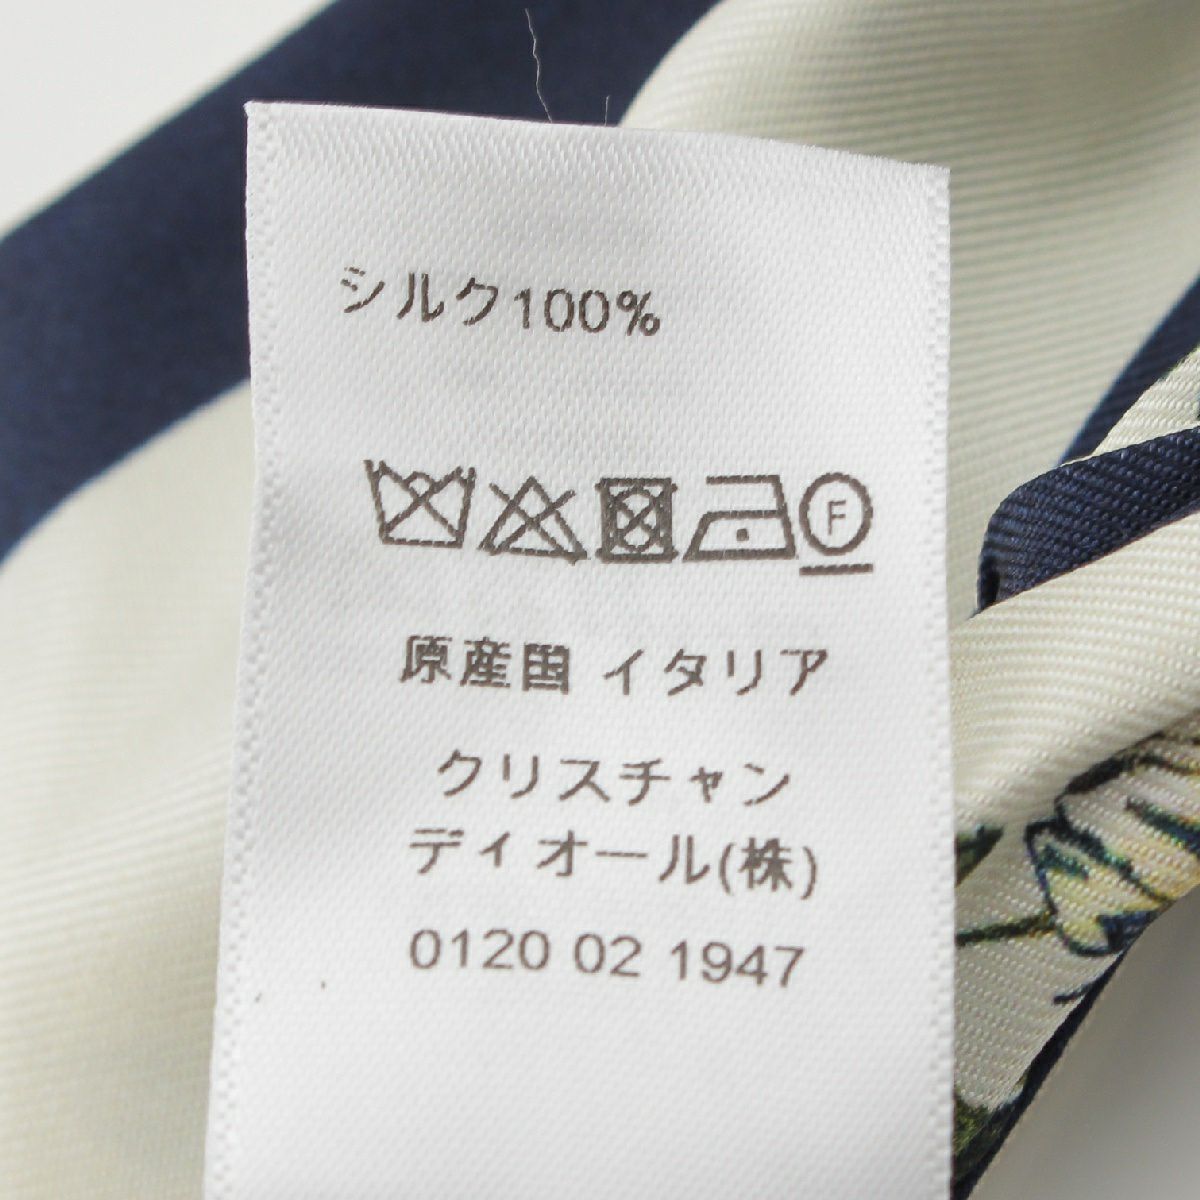 シルク100%
F
原産国 イタリア
クリスチャン
ディオール(株)
0120 02 1947